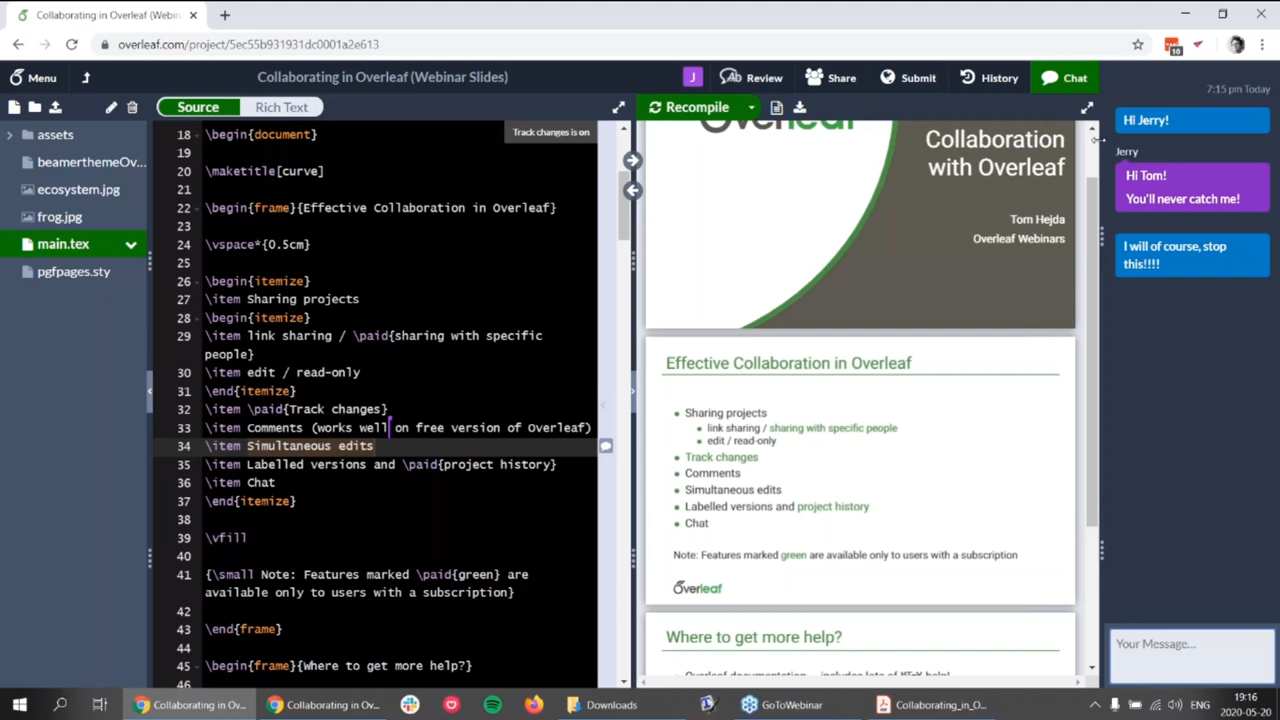 Collaborating in Overleaf (Webin
overleaf.com/project/5ec55b931931dc0001a2e613
10
Menu
Collaborating in Overleaf (Webinar Slides)
J
Review
Share
Submit
History
Chat
Source
Rich Text
Recompile
Track changes is on
assets
beamerthemeOv...
ecosystem.jpg
frog.jpg
main.tex
pgfpages.sty
18 \begin{document}
19
20 \maketitle[curve]
21
22 \begin{frame}{Effective Collaboration in Overleaf}
23
24 \vspace*{0.5cm}
25
26 \begin{itemize}
27 \item Sharing projects
28 \begin{itemize}
29 \item link sharing / \paid{sharing with specific
people}
30 \item edit / read-only
31 \end{itemize}
32 \item \paid{Track changes}
33 \item Comments (works well on free version of Overleaf)
34 \item Simultaneous edits
35 \item Labelled versions and \paid{project history}
36 \item Chat
37 \end{itemize}
38
39 \vfill
40
41 {\small Note: Features marked \paid{green} are
available only to users with a subscription}
42
43 \end{frame}
44
45 \begin{frame}{Where to get more help?}
46
Overleaf
Collaboration
with Overleaf
Tom Hejda
Overleaf Webinars
Effective Collaboration in Overleaf
Sharing projects
link sharing / sharing with specific people
edit / read-only
Track changes
Comments
Simultaneous edits
Labelled versions and project history
Chat
Note: Features marked green are available only to users with a subscription
Overleaf
Where to get more help?
Overleaf documentation
includes lots of LaTeX help!
7:15 pm Today
Hi Jerry!
Jerry
Hi Tom!
You'll never catch me!
I will of course, stop
this!!!!
Your Message...
Collaborating in Ov...
Collaborating in Ov...
Downloads
GoToWebinar
Collaborating_in_O...
ENG
19:16
2020-05-20